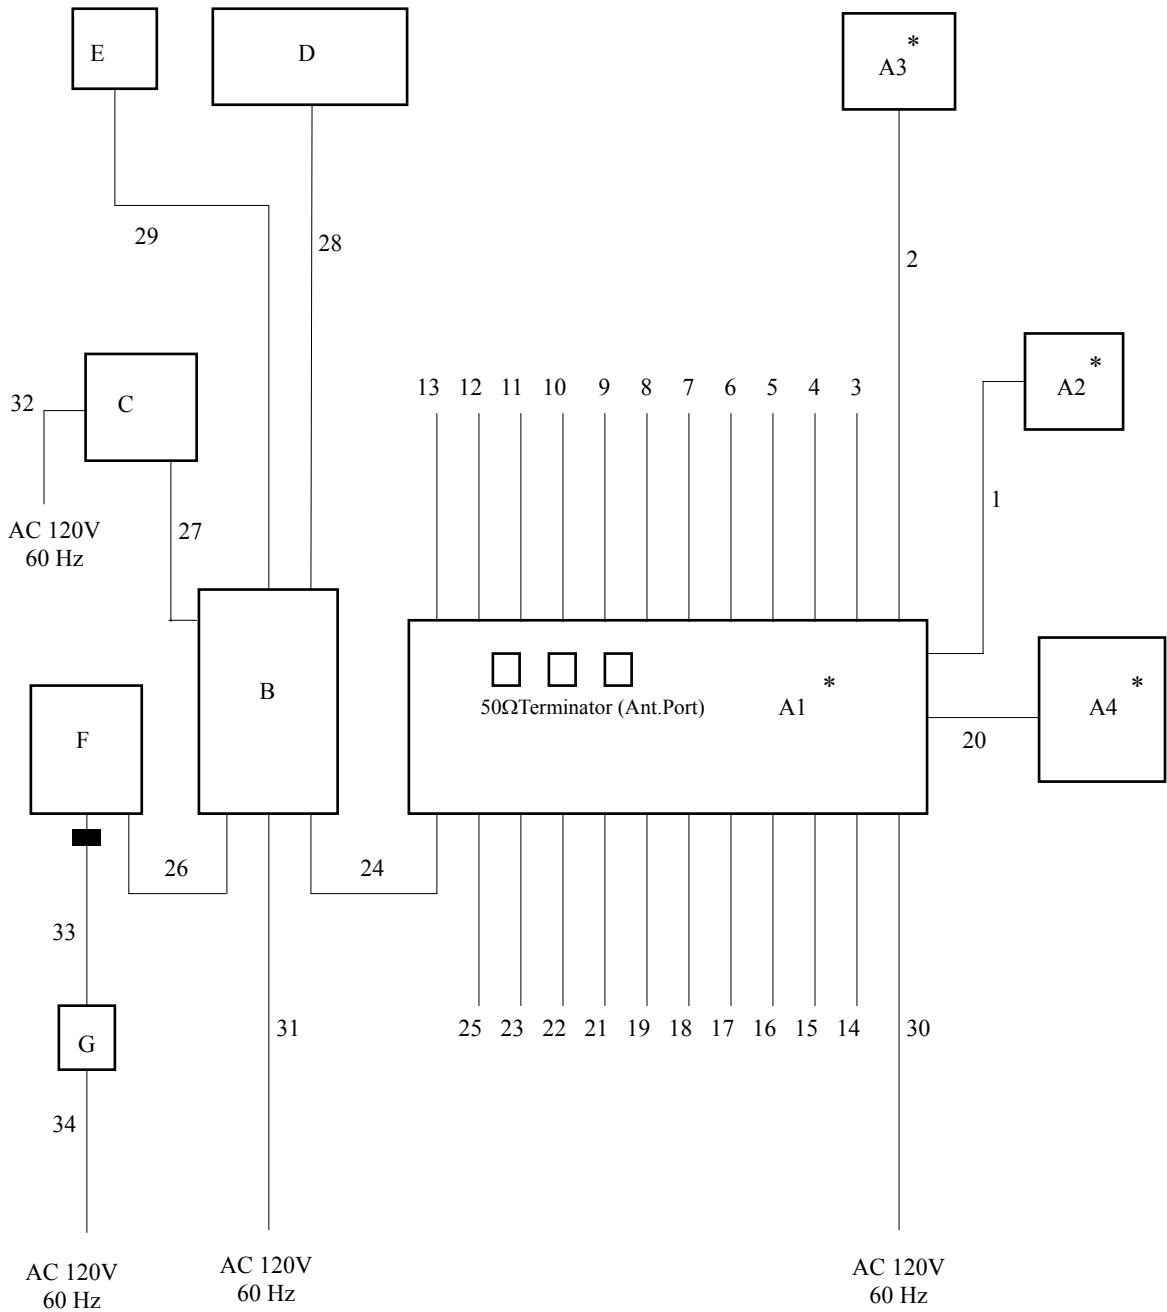 E
D
A3 *
29
28
2
13 12 11 10 9 8 7 6 5 4 3
A2 *
32
C
1
AC 120V
60 Hz
27
B
50ΩTerminator (Ant.Port)
A1 *
A4 *
F
20
26
24
33
25 23 22 21 19 18 17 16 15 14 30
31
G
34
AC 120V
60 Hz
AC 120V
60 Hz
AC 120V
60 Hz